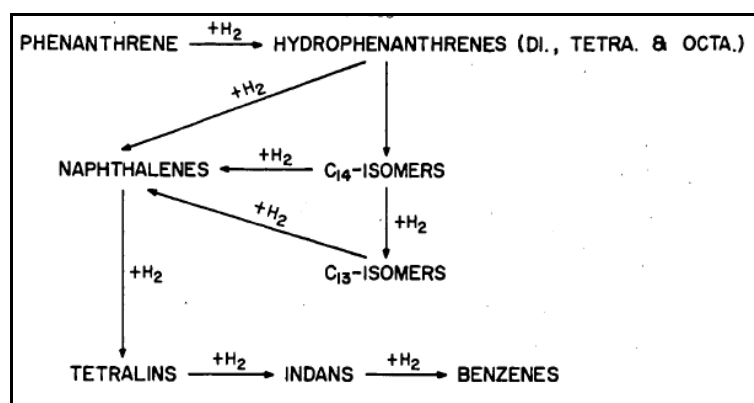 PHENANTHRENE +H₂ HYDROPHENANTHRENES (DI., TETRA. & OCTA.)
+H₂
NAPHTHALENES +H₂ C₁₄-ISOMERS
+H₂ +H₂
C₁₃-ISOMERS
+H₂
TETRALINS +H₂ INDANS +H₂ BENZENES